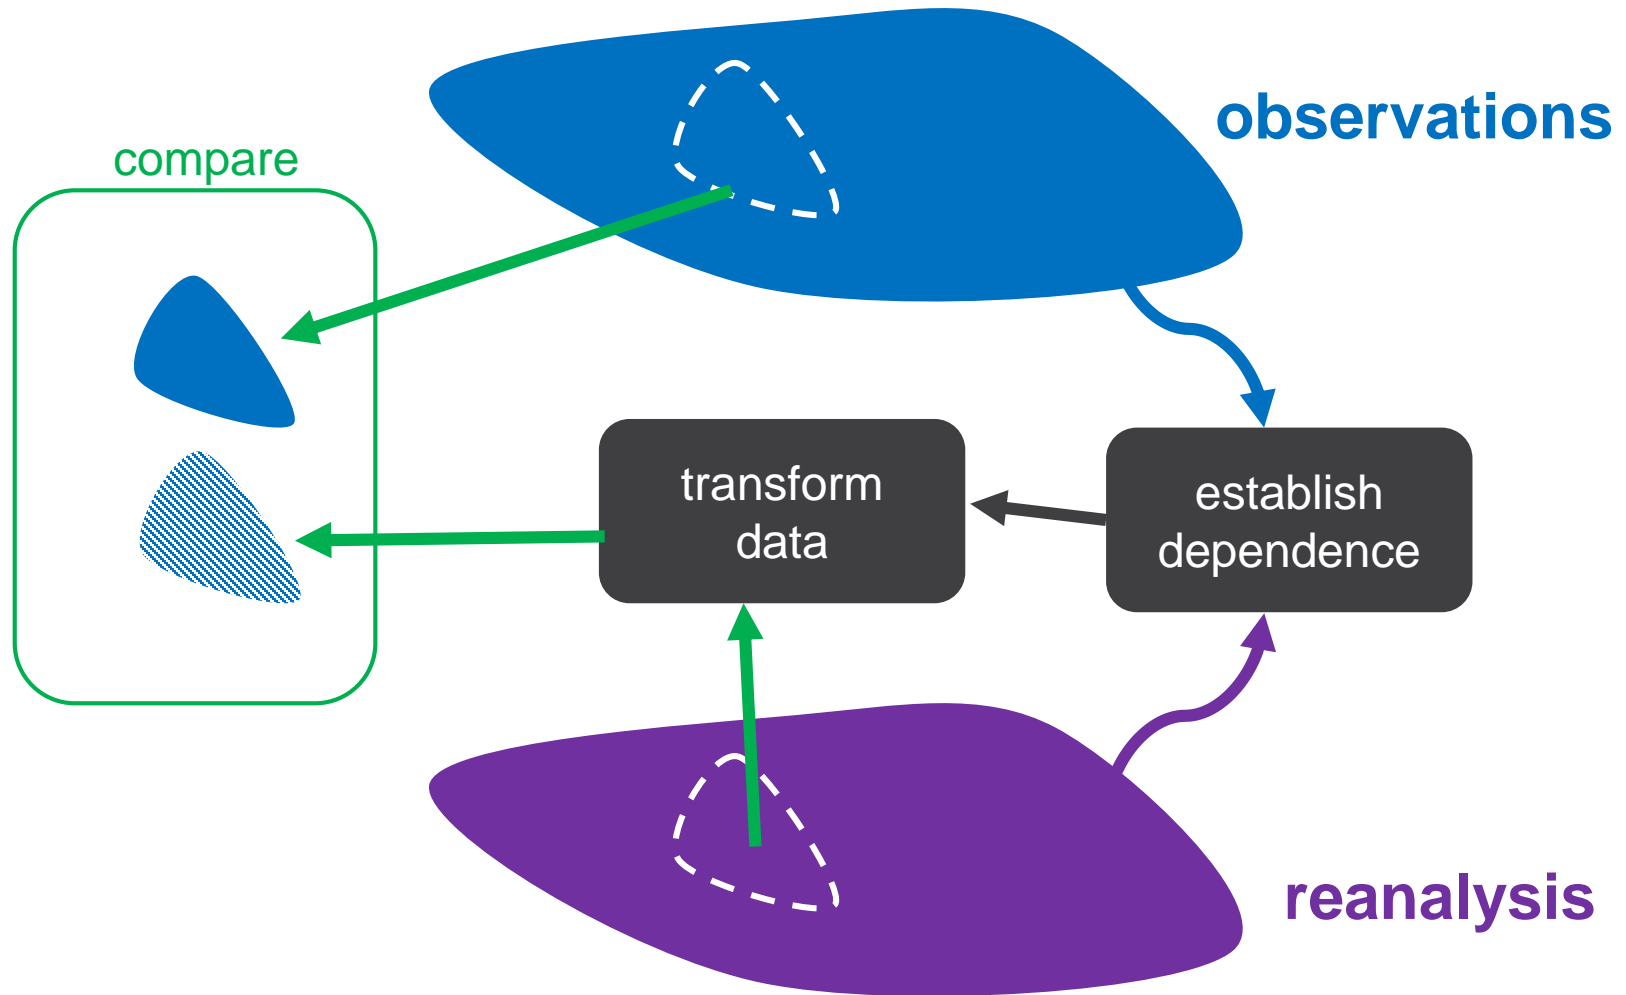 observations
compare
transform
data
establish
dependence
reanalysis